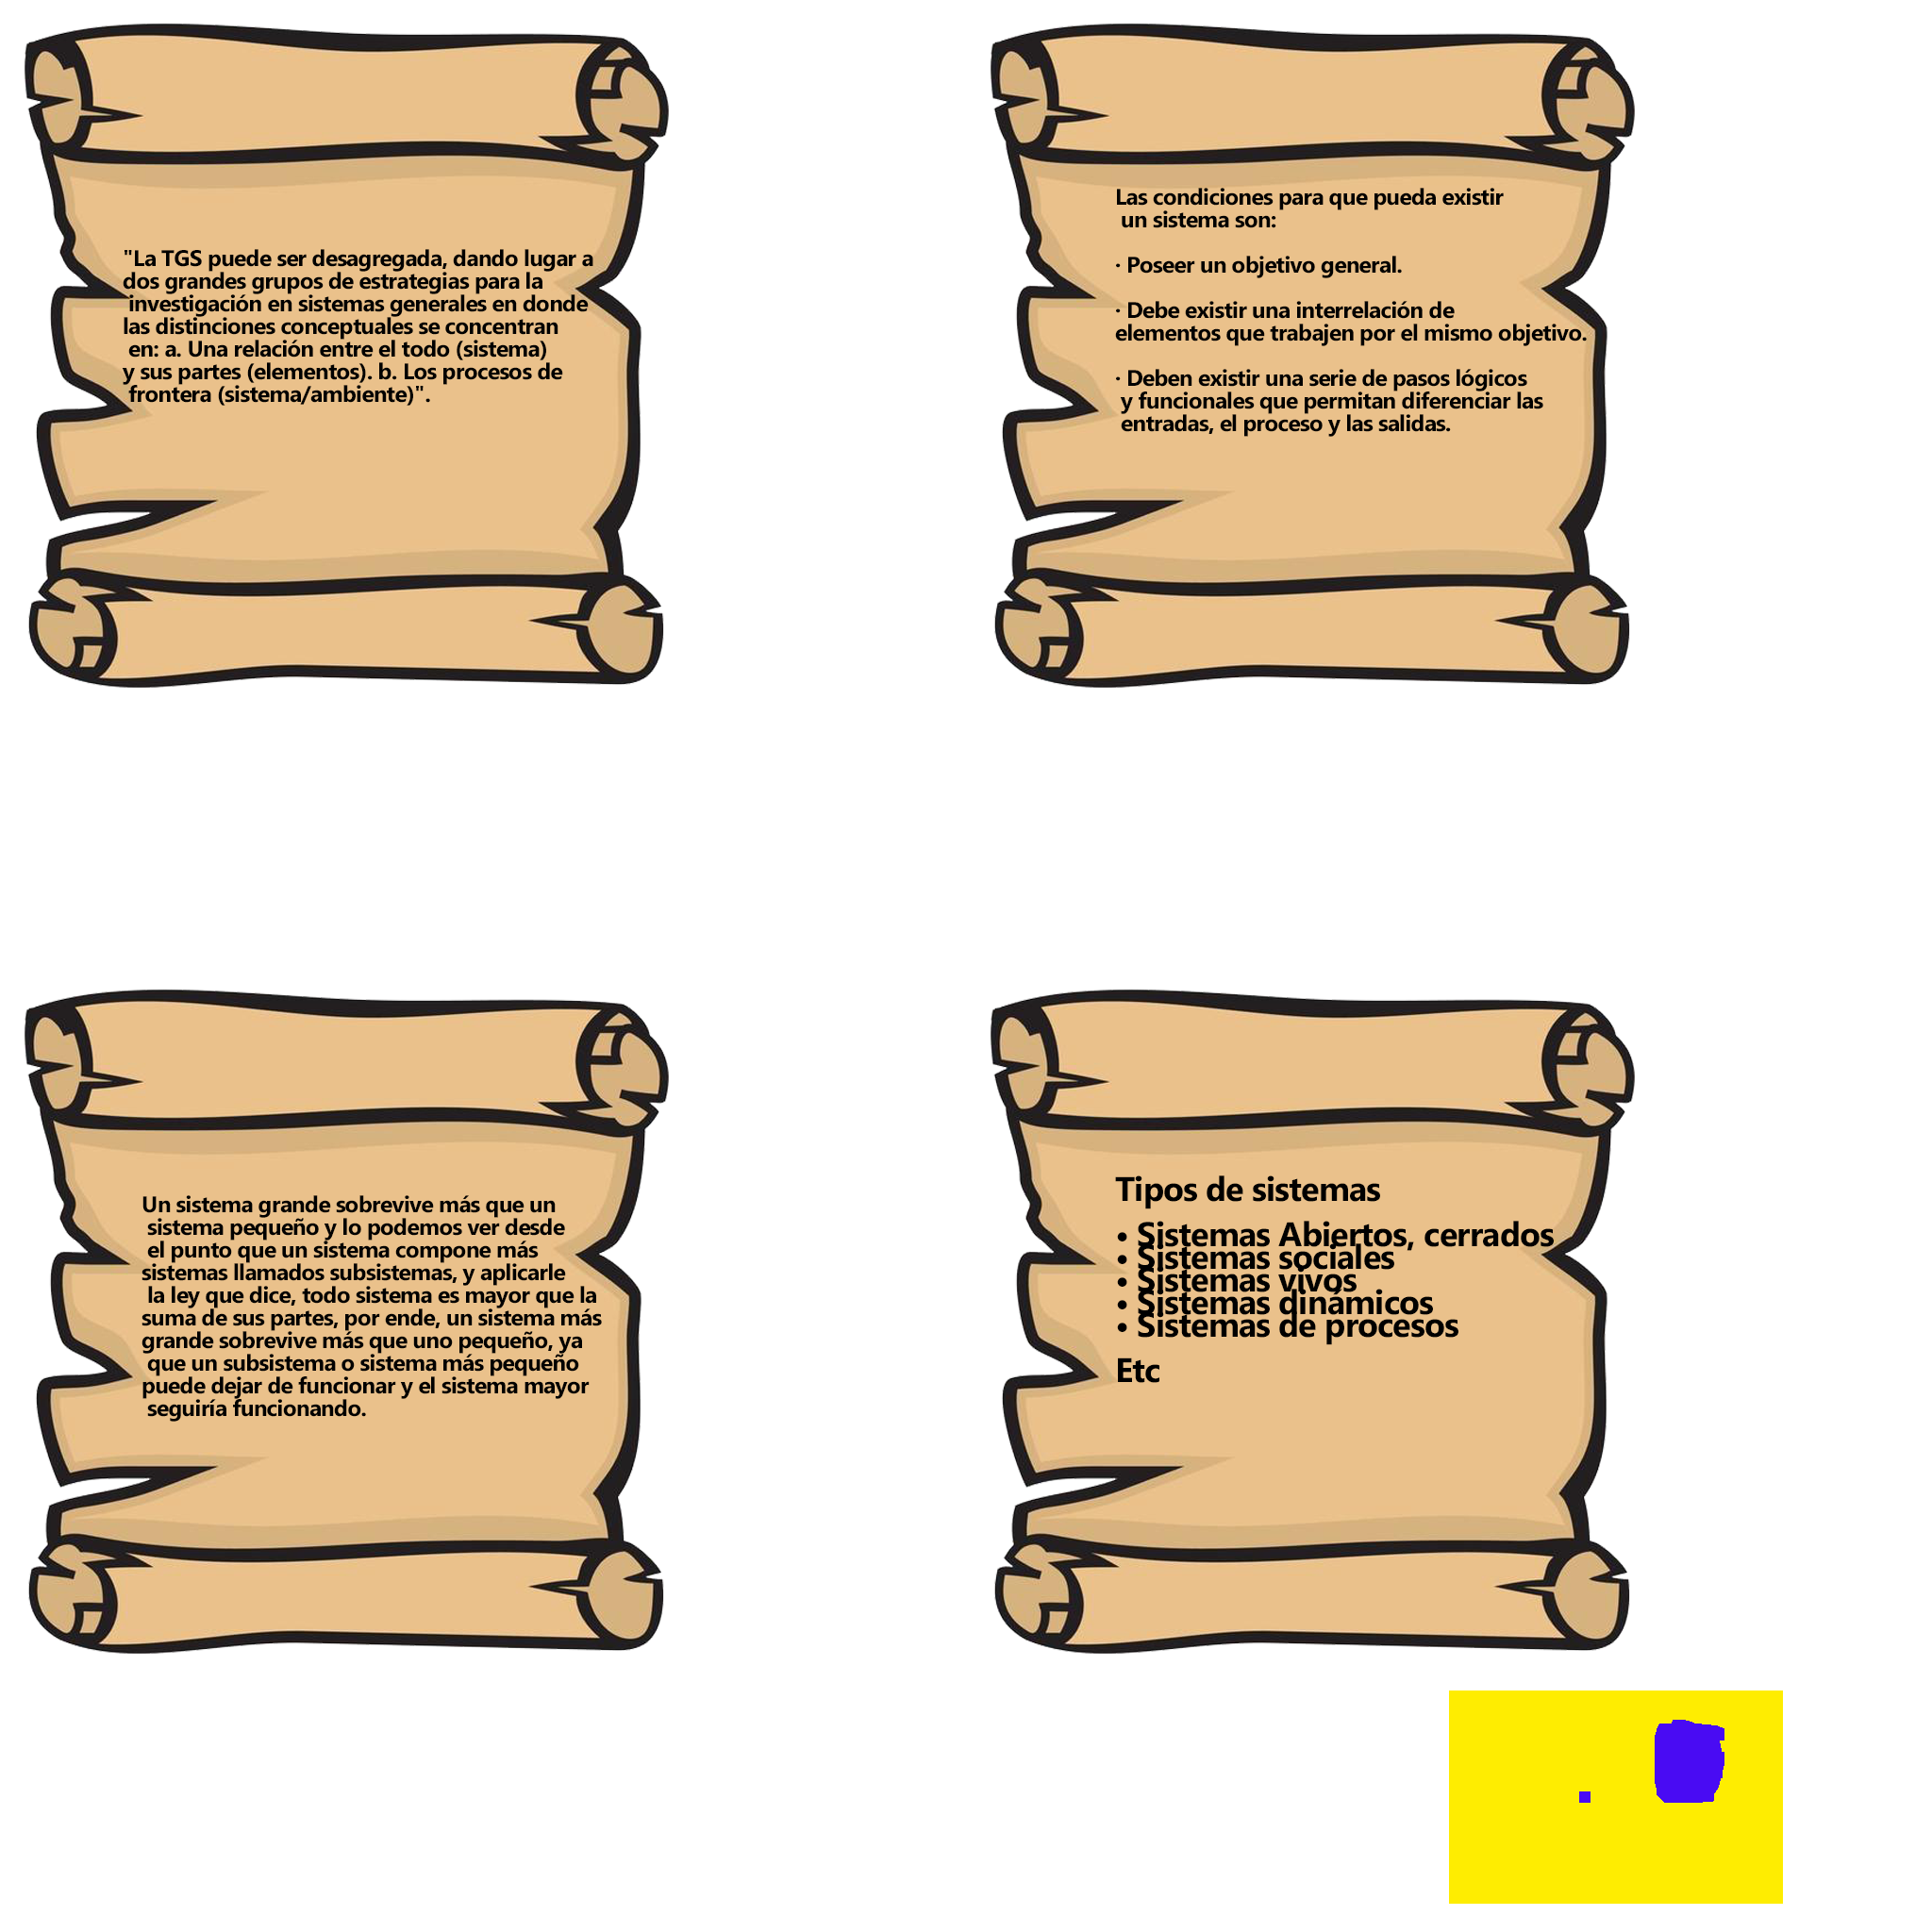 "La TGS puede ser desagregada, dando lugar a
dos grandes grupos de estrategias para la
investigación en sistemas generales en donde
las distinciones conceptuales se concentran
en: a. Una relación entre el todo (sistema)
y sus partes (elementos). b. Los procesos de
frontera (sistema/ambiente)".
Las condiciones para que pueda existir
un sistema son:
· Poseer un objetivo general.
· Debe existir una interrelación de
elementos que trabajen por el mismo objetivo.
· Deben existir una serie de pasos lógicos
y funcionales que permitan diferenciar las
entradas, el proceso y las salidas.
Un sistema grande sobrevive más que un
sistema pequeño y lo podemos ver desde
el punto que un sistema compone más
sistemas llamados subsistemas, y aplicarle
la ley que dice, todo sistema es mayor que la
suma de sus partes, por ende, un sistema más
grande sobrevive más que uno pequeño, ya
que un subsistema o sistema más pequeño
puede dejar de funcionar y el sistema mayor
seguiría funcionando.
Tipos de sistemas
• Sistemas Abiertos, cerrados
• Sistemas sociales
• Sistemas vivos
• Sistemas dinámicos
• Sistemas de procesos
Etc